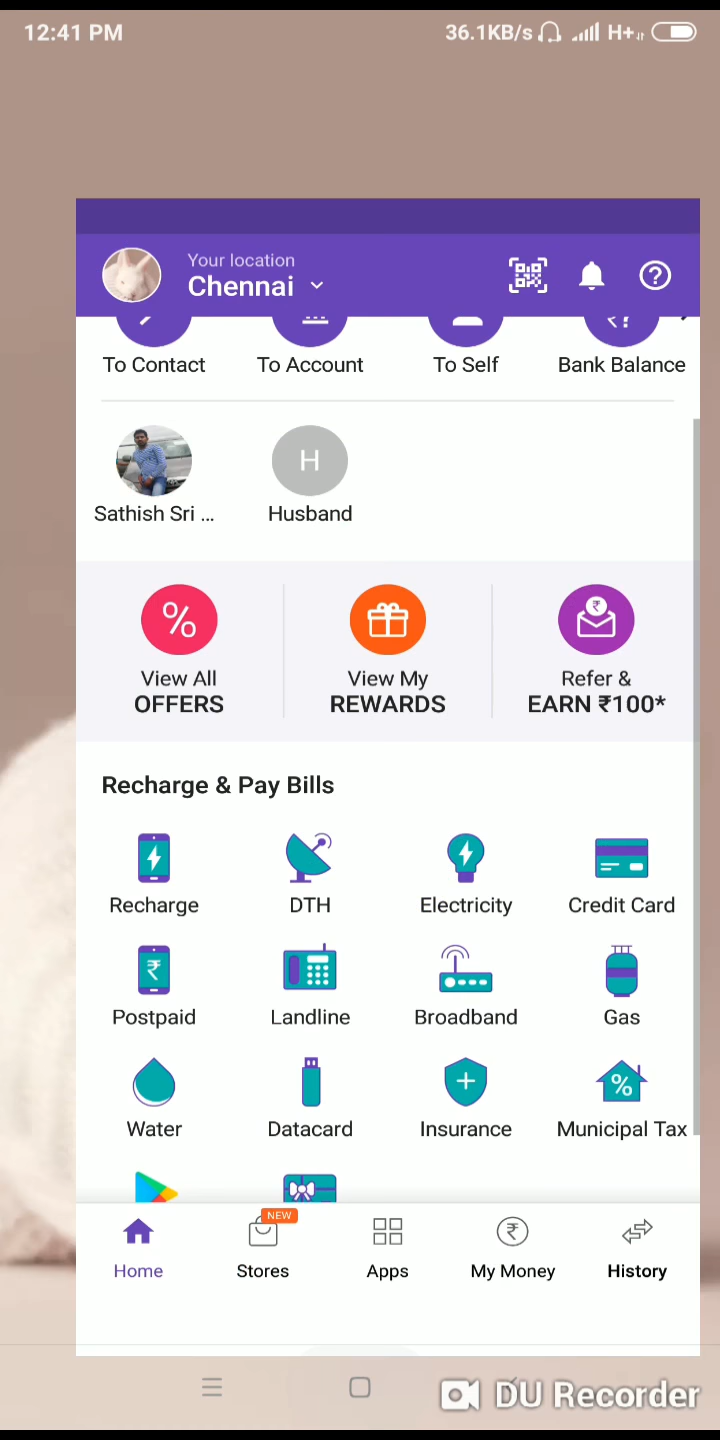 12:41 PM
36.1KB/s H+
Your location
Chennai
To Contact
To Account
To Self
Bank Balance
Sathish Sri ...
H
Husband
%
View All
OFFERS
View My
REWARDS
₹
Refer &
EARN ₹100*
Recharge & Pay Bills
Recharge
DTH
Electricity
Credit Card
₹
Postpaid
Landline
Broadband
Gas
Water
Datacard
Insurance
%
Municipal Tax
NEW
Home
Stores
Apps
₹
My Money
History
DU Recorder